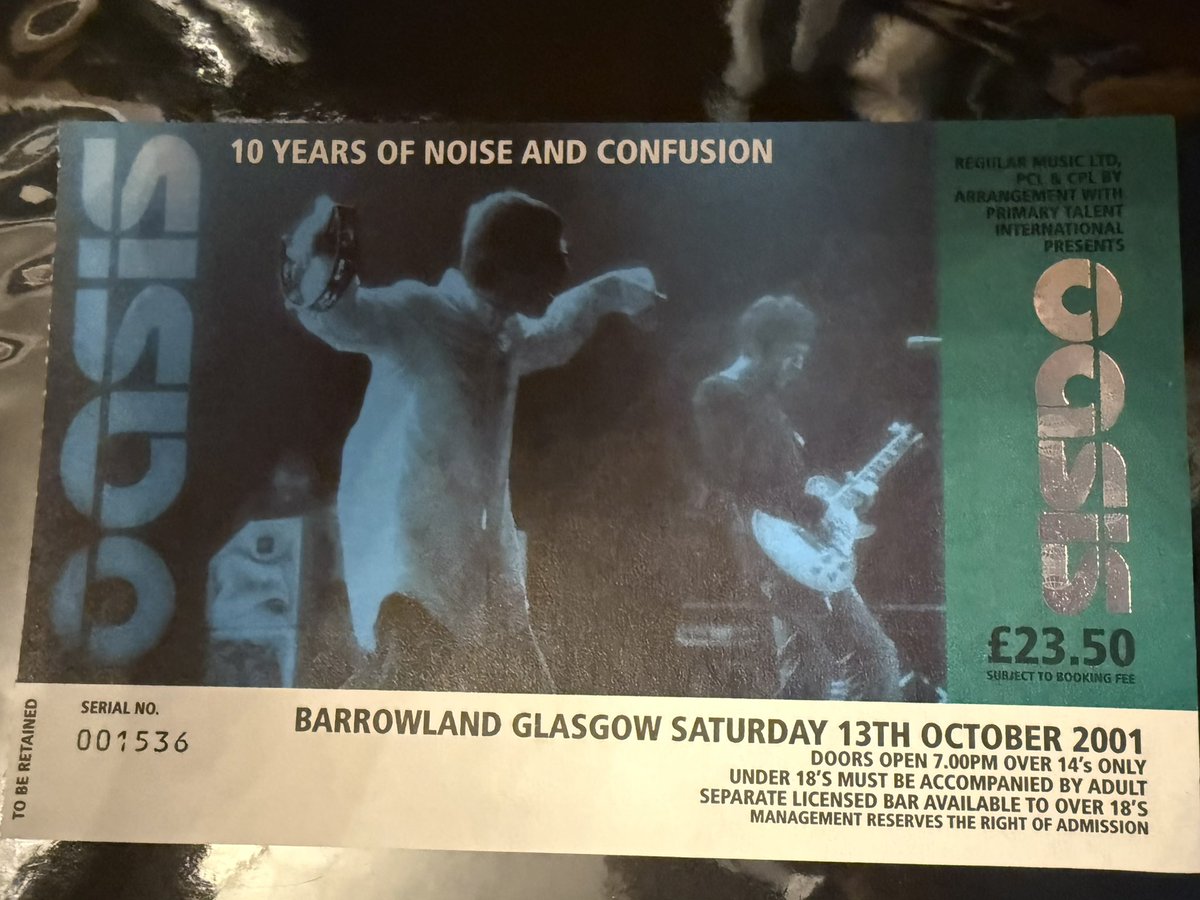 oasis
10 YEARS OF NOISE AND CONFUSION
REGULAR MUSIC LTD,
PCL & CPL BY
ARRANGEMENT WITH
PRIMARY TALENT
INTERNATIONAL
PRESENTS
oasis
£23.50
SUBJECT TO BOOKING FEE
TO BE RETAINED
SERIAL NO.
001536
BARROWLAND GLASGOW SATURDAY 13TH OCTOBER 2001
DOORS OPEN 7.00PM OVER 14's ONLY
UNDER 18'S MUST BE ACCOMPANIED BY ADULT
SEPARATE LICENSED BAR AVAILABLE TO OVER 18'S
MANAGEMENT RESERVES THE RIGHT OF ADMISSION